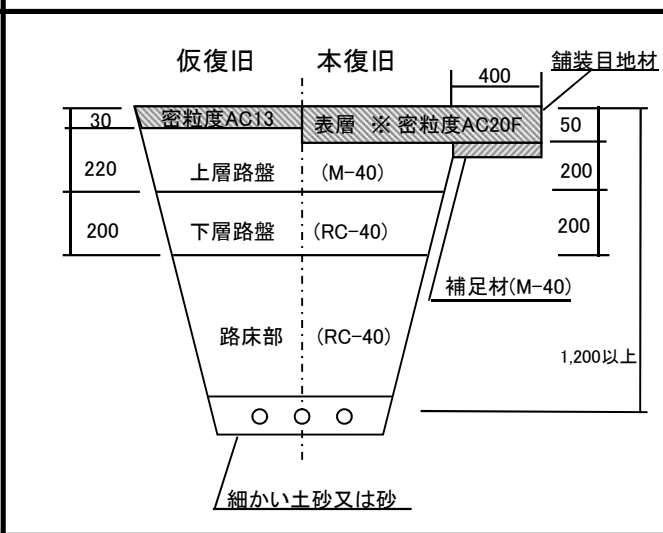 仮復旧 本復旧
舗装目地材
400
30 密粒度AC13 表層 ※ 密粒度AC20F 50
220 上層路盤 (M-40) 200
200 下層路盤 (RC-40) 200
補足材(M-40)
路床部 (RC-40)
1,200以上
細かい土砂又は砂